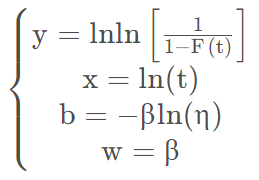 y = lnln [ 1 / (1−F(t)) ]
x = ln(t)
b = −βln(η)
w = β